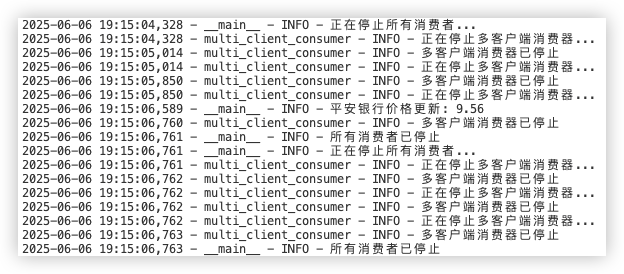 2025-06-06 19:15:04,328 - __main__ - INFO - 正在停止所有消费者...
2025-06-06 19:15:04,328 - multi_client_consumer - INFO - 正在停止多客户端消费器...
2025-06-06 19:15:05,014 - multi_client_consumer - INFO - 多客户端消费器已停止
2025-06-06 19:15:05,014 - multi_client_consumer - INFO - 正在停止多客户端消费器...
2025-06-06 19:15:05,850 - multi_client_consumer - INFO - 多客户端消费器已停止
2025-06-06 19:15:05,850 - multi_client_consumer - INFO - 正在停止多客户端消费器...
2025-06-06 19:15:06,589 - __main__ - INFO - 平安银行价格更新: 9.56
2025-06-06 19:15:06,760 - multi_client_consumer - INFO - 多客户端消费器已停止
2025-06-06 19:15:06,761 - __main__ - INFO - 所有消费者已停止
2025-06-06 19:15:06,761 - __main__ - INFO - 正在停止所有消费者...
2025-06-06 19:15:06,761 - multi_client_consumer - INFO - 正在停止多客户端消费器...
2025-06-06 19:15:06,762 - multi_client_consumer - INFO - 多客户端消费器已停止
2025-06-06 19:15:06,762 - multi_client_consumer - INFO - 正在停止多客户端消费器...
2025-06-06 19:15:06,762 - multi_client_consumer - INFO - 多客户端消费器已停止
2025-06-06 19:15:06,762 - multi_client_consumer - INFO - 正在停止多客户端消费器...
2025-06-06 19:15:06,763 - multi_client_consumer - INFO - 多客户端消费器已停止
2025-06-06 19:15:06,763 - __main__ - INFO - 所有消费者已停止